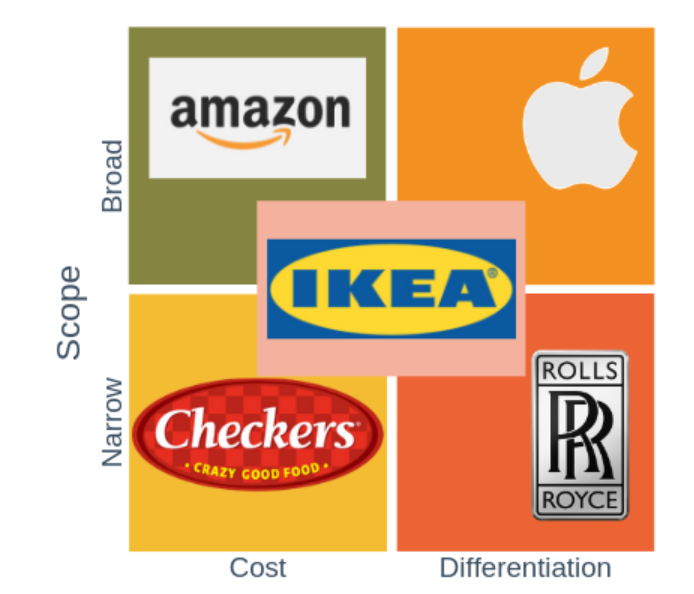 amazon
Broad
IKEA®
Scope
Narrow
Checkers
· CRAZY GOOD FOOD ·
ROLLS
RR
ROYCE
Cost
Differentiation